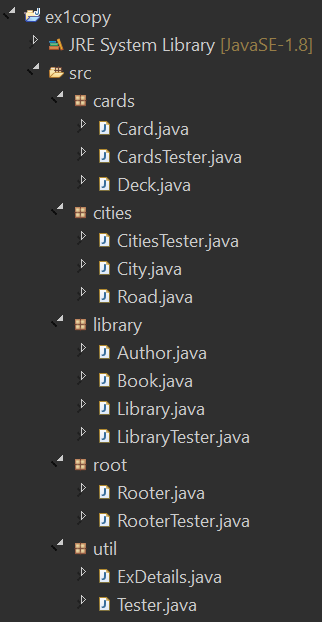 ex1copy
JRE System Library [JavaSE-1.8]
src
cards
Card.java
CardsTester.java
Deck.java
cities
CitiesTester.java
City.java
Road.java
library
Author.java
Book.java
Library.java
LibraryTester.java
root
Rooter.java
RooterTester.java
util
ExDetails.java
Tester.java